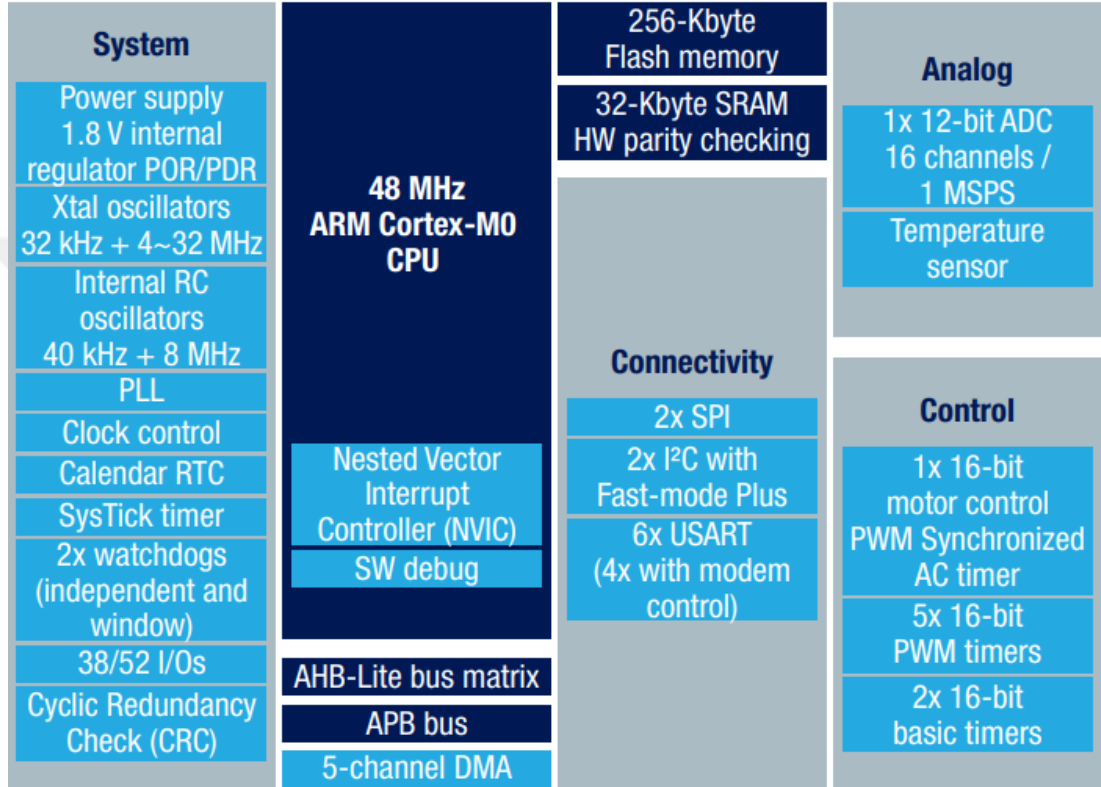 System
Power supply
1.8 V internal
regulator POR/PDR
Xtal oscillators
32 kHz + 4~32 MHz
Internal RC
oscillators
40 kHz + 8 MHz
PLL
Clock control
Calendar RTC
SysTick timer
2x watchdogs
(independent and
window)
38/52 I/Os
Cyclic Redundancy
Check (CRC)
48 MHz
ARM Cortex-M0
CPU
Nested Vector
Interrupt
Controller (NVIC)
SW debug
AHB-Lite bus matrix
APB bus
5-channel DMA
256-Kbyte
Flash memory
32-Kbyte SRAM
HW parity checking
Connectivity
2x SPI
2x I²C with
Fast-mode Plus
6x USART
(4x with modem
control)
Analog
1x 12-bit ADC
16 channels /
1 MSPS
Temperature
sensor
Control
1x 16-bit
motor control
PWM Synchronized
AC timer
5x 16-bit
PWM timers
2x 16-bit
basic timers